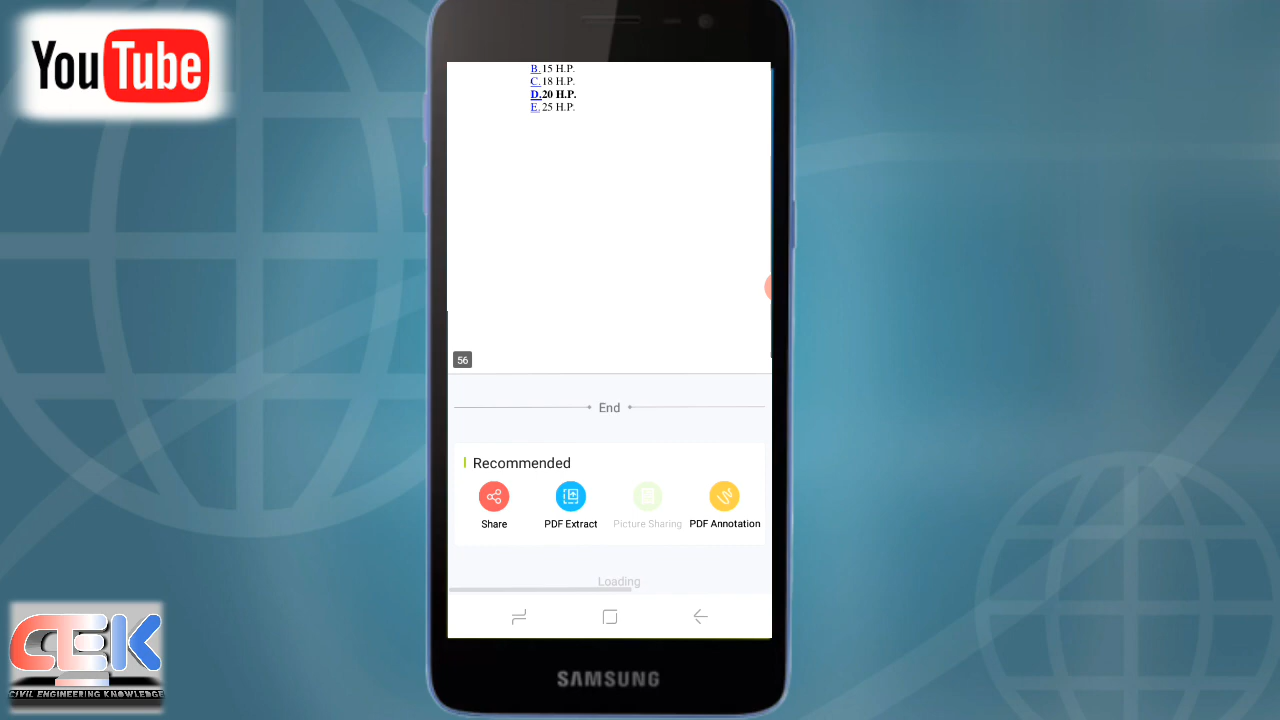 YouTube
B. 15 H.P.
C. 18 H.P.
D. 20 H.P.
E. 25 H.P.
56
End
Recommended
Share
PDF Extract
Picture Sharing
PDF Annotation
Loading
SAMSUNG
CEK
CIVIL ENGINEERING KNOWLEDGE